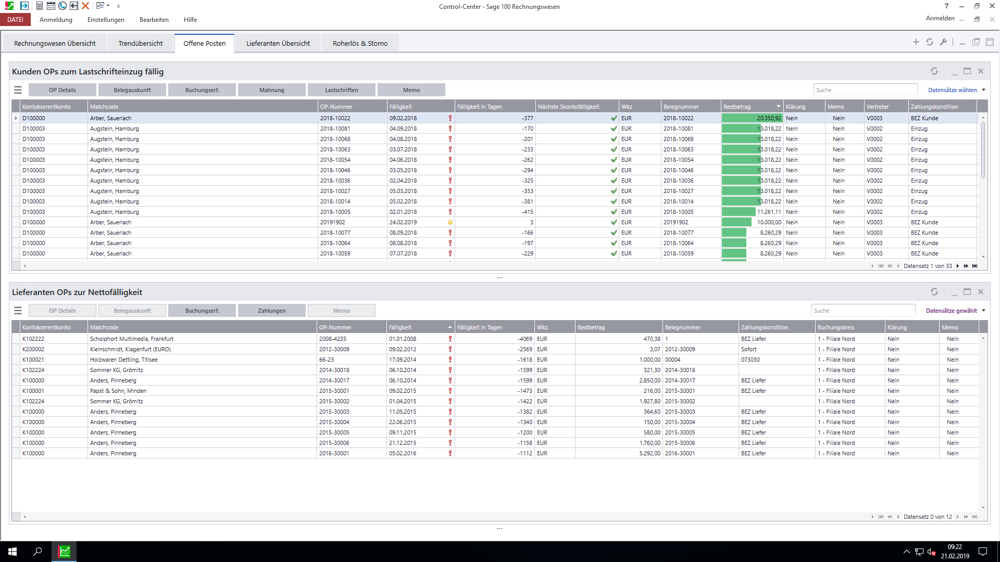 Control-Center - Sage 100 Rechnungswesen
DATEI Anmeldung Einstellungen Bearbeiten Hilfe Anmelden
Rechnungswesen Übersicht Trendübersicht Offene Posten Lieferanten Übersicht Roherlös & Storno
Kunden OPs zum Lastschrifteinzug fällig
OP Details Belegauskunft Buchungserf. Mahnung Lastschriften Memo Suche Datensätze wählen
Kontokorrentkonto Matchcode OP-Nummer Fälligkeit Fälligkeit in Tagen Nächste Skontofälligkeit Wkz Belegnummer Restbetrag Klärung Memo Vertreter Zahlungskondition
D100000 Arber, Sauerlach 2018-10022 09.02.2018 -377 EUR 2018-10022 20.350,92 Nein Nein V0003 BEZ Kunde
D100003 Augstein, Hamburg 2018-10081 04.09.2018 -170 EUR 2018-10081 13.018,22 Nein Nein V0002 Einzug
D100003 Augstein, Hamburg 2018-10068 04.08.2018 -201 EUR 2018-10068 13.018,22 Nein Nein V0002 Einzug
D100003 Augstein, Hamburg 2018-10063 03.07.2018 -233 EUR 2018-10063 13.018,22 Nein Nein V0002 Einzug
D100003 Augstein, Hamburg 2018-10054 04.06.2018 -262 EUR 2018-10054 13.018,22 Nein Nein V0002 Einzug
D100003 Augstein, Hamburg 2018-10046 03.05.2018 -294 EUR 2018-10046 13.018,22 Nein Nein V0002 Einzug
D100003 Augstein, Hamburg 2018-10036 02.04.2018 -325 EUR 2018-10036 13.018,22 Nein Nein V0002 Einzug
D100003 Augstein, Hamburg 2018-10027 05.03.2018 -353 EUR 2018-10027 13.018,22 Nein Nein V0002 Einzug
D100003 Augstein, Hamburg 2018-10014 05.02.2018 -381 EUR 2018-10014 13.018,22 Nein Nein V0002 Einzug
D100003 Augstein, Hamburg 2018-10005 02.01.2018 -415 EUR 2018-10005 11.261,11 Nein Nein V0002 Einzug
D100000 Arber, Sauerlach 20191902 24.02.2019 3 EUR 20191902 10.000,00 Nein Nein V0003 BEZ Kunde
D100000 Arber, Sauerlach 2018-10077 08.09.2018 -166 EUR 2018-10077 8.260,29 Nein Nein V0003 BEZ Kunde
D100000 Arber, Sauerlach 2018-10064 08.08.2018 -197 EUR 2018-10064 8.260,29 Nein Nein V0003 BEZ Kunde
D100000 Arber, Sauerlach 2018-10059 07.07.2018 -229 EUR 2018-10059 8.260,29 Nein Nein V0003 BEZ Kunde
Datensatz 1 von 33
Lieferanten OPs zur Nettofälligkeit
OP Details Belegauskunft Buchungserf. Zahlungen Memo Suche Datensätze gewählt
Kontokorrentkonto Matchcode OP-Nummer Fälligkeit Fälligkeit in Tagen Wkz Restbetrag Belegnummer Zahlungskondition Buchungskreis Klärung Memo
K102222 Scholphort Multimedia, Frankfurt 2008-4235 01.01.2008 -4069 EUR 470,38 1 BEZ Liefer 1 - Filiale Nord Nein Nein
K200002 Kleinschmidt, Klagenfurt (EURO) 2012-30009 09.02.2012 -2569 EUR 3,07 2012-30009 Sofort 1 - Filiale Nord Nein Nein
K100021 Holzwaren Dettling, Titisee 66-23 17.09.2014 -1618 EUR 1.000,00 00004 073030 1 - Filiale Nord Nein Nein
K102224 Sommer KG, Grömitz 2014-30018 06.10.2014 -1599 EUR 321,30 2014-30018 1 - Filiale Nord Nein Nein
K100000 Anders, Pinneberg 2014-30017 06.10.2014 -1599 EUR 2.850,00 2014-30017 BEZ Liefer 1 - Filiale Nord Nein Nein
K100001 Papst & Sohn, Minden 2015-30001 09.02.2015 -1473 EUR 216,00 2015-30001 BEZ Liefer 1 - Filiale Nord Nein Nein
K102224 Sommer KG, Grömitz 2015-30002 01.04.2015 -1422 EUR 1.927,80 2015-30002 1 - Filiale Nord Nein Nein
K100000 Anders, Pinneberg 2015-30003 11.05.2015 -1382 EUR 364,60 2015-30003 BEZ Liefer 1 - Filiale Nord Nein Nein
K100000 Anders, Pinneberg 2015-30004 22.06.2015 -1340 EUR 150,00 2015-30004 BEZ Liefer 1 - Filiale Nord Nein Nein
K100000 Anders, Pinneberg 2015-30005 09.11.2015 -1200 EUR 580,00 2015-30005 BEZ Liefer 1 - Filiale Nord Nein Nein
K100000 Anders, Pinneberg 2015-30006 21.12.2015 -1158 EUR 1.760,00 2015-30006 BEZ Liefer 1 - Filiale Nord Nein Nein
K100000 Anders, Pinneberg 2016-30001 05.02.2016 -1112 EUR 5.292,00 2016-30001 BEZ Liefer 1 - Filiale Nord Nein Nein
Datensatz 0 von 12
09:22
21.02.2019